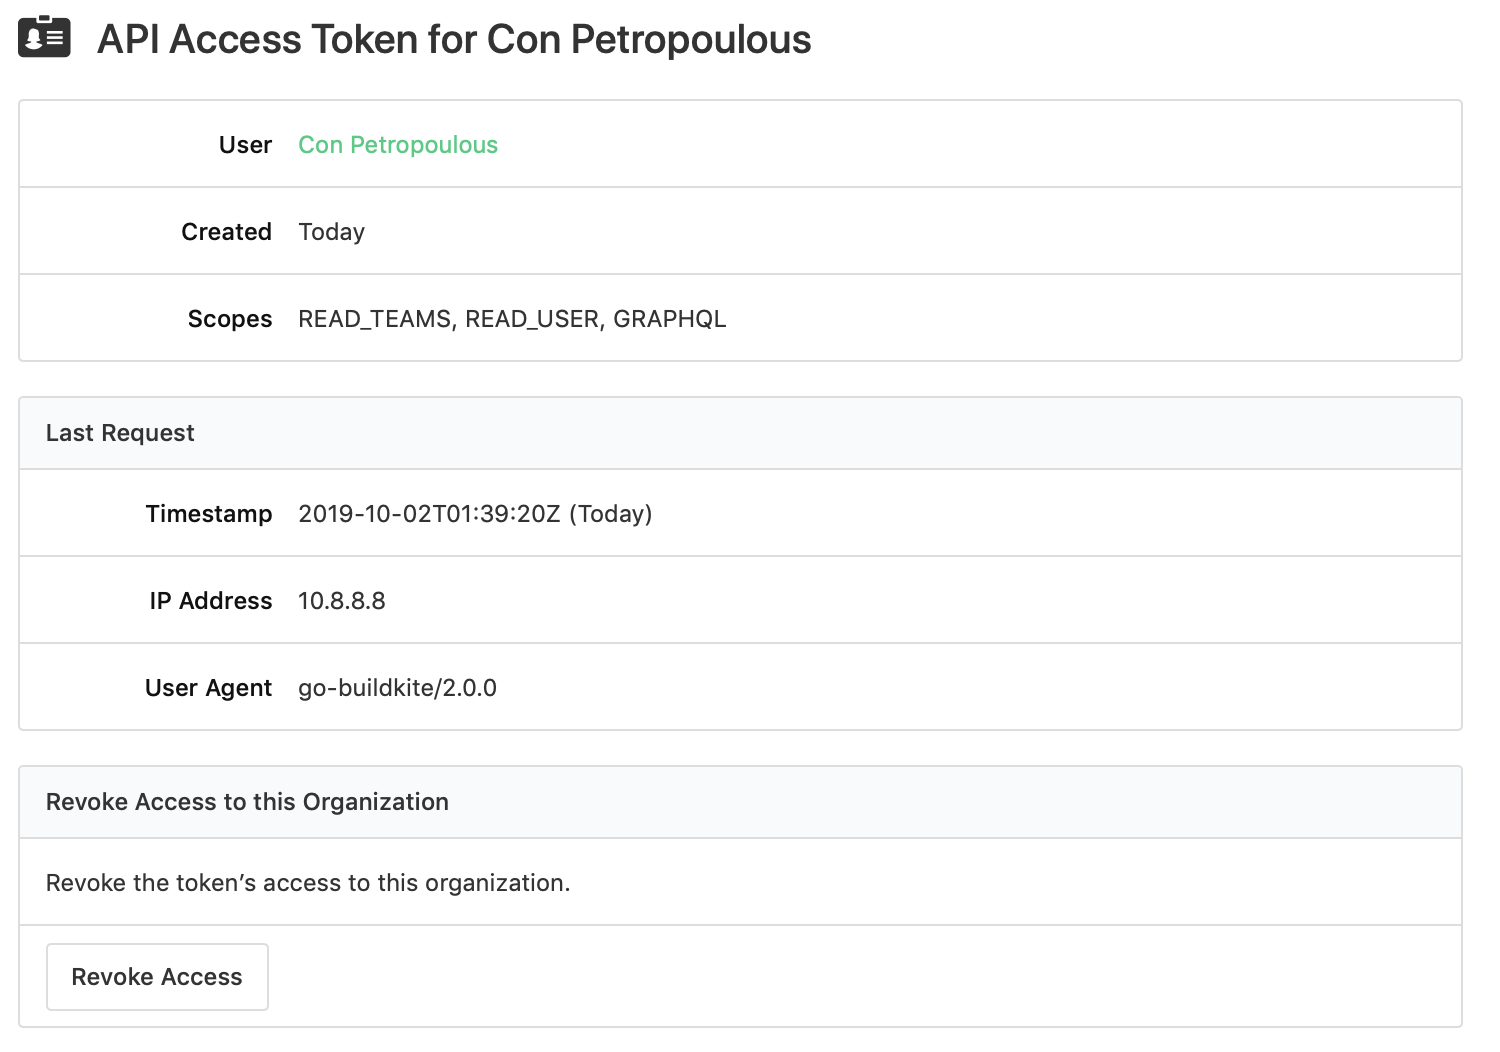 API Access Token for Con Petropoulous
User Con Petropoulous
Created Today
Scopes READ_TEAMS, READ_USER, GRAPHQL
Last Request
Timestamp 2019-10-02T01:39:20Z (Today)
IP Address 10.8.8.8
User Agent go-buildkite/2.0.0
Revoke Access to this Organization
Revoke the token’s access to this organization.
Revoke Access